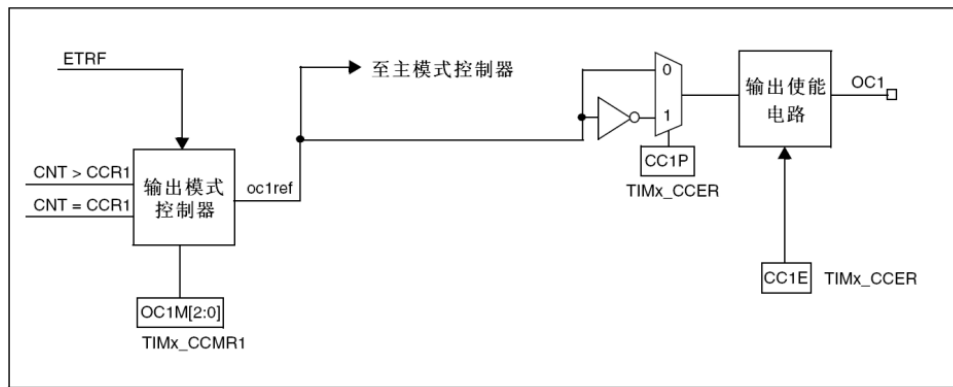 ETRF
至主模式控制器
0
输出使能
电路
OC1
1
CNT > CCR1
CNT = CCR1
输出模式
控制器
oc1ref
CC1P
TIMx_CCER
CC1E
TIMx_CCER
OC1M[2:0]
TIMx_CCMR1